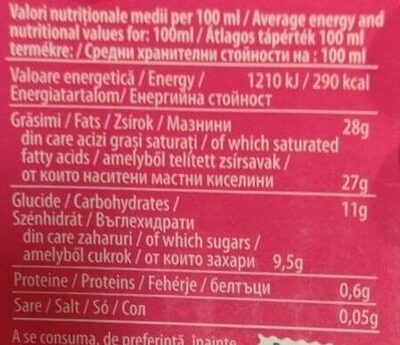 Valori nutriționale medii per 100 ml / Average energy and
nutritional values for: 100ml / Átlagos tápérték 100 ml
termékre: / Средни хранителни стойности на : 100 ml
Valoare energetică / Energy / 1210 kJ / 290 kcal
Energiatartalom/ Енергийна стойност
Grăsimi / Fats / Zsírok / Мазнини 28g
din care acizi grași saturați / of which saturated
fatty acids / amelyből telített zsírsavak /
от които наситени мастни киселини 27g
Glucide / Carbohydrates / 11g
Szénhidrát / Въглехидрати
din care zaharuri / of which sugars /
amelyből cukrok / от които захари 9,5g
Proteine / Proteins / Fehérje / белтъци 0,6g
Sare / Salt / Só / Сол 0,05g
A se consuma, de preferință, înainte